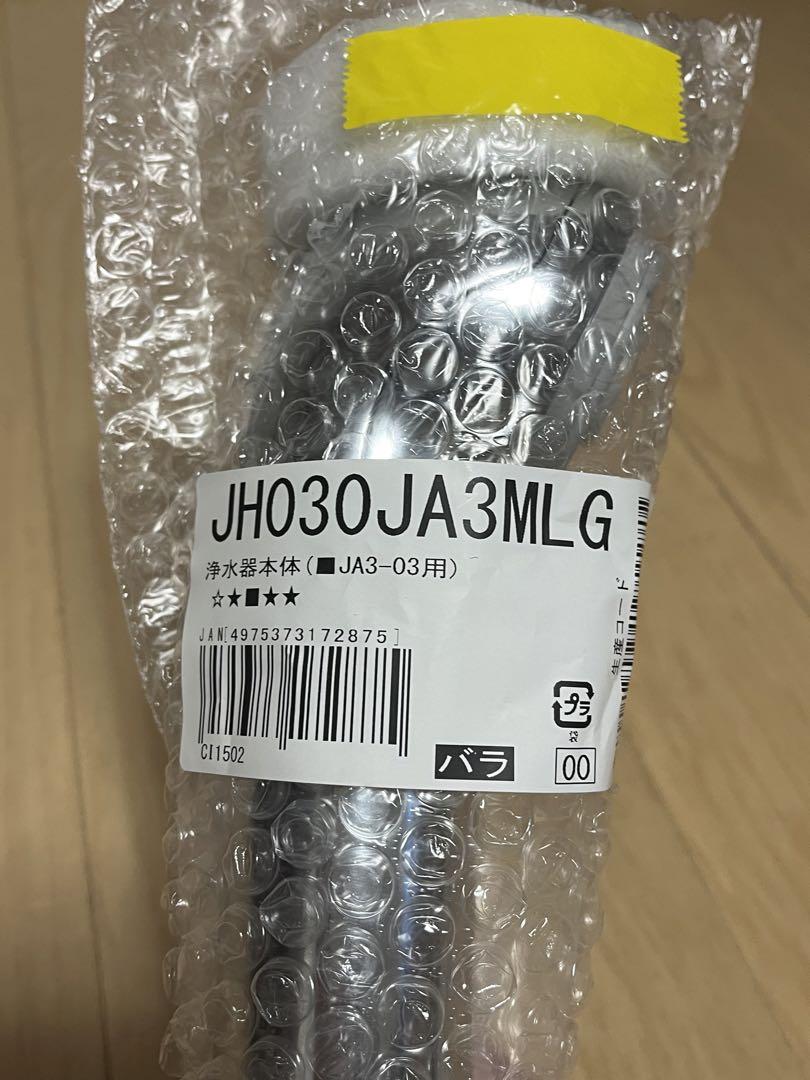 JH030JA3MLG
浄水器本体(■JA3-03用)
☆★■★★
JAN[4975373172875]
CI1502
バラ
プラ
00
生産コード